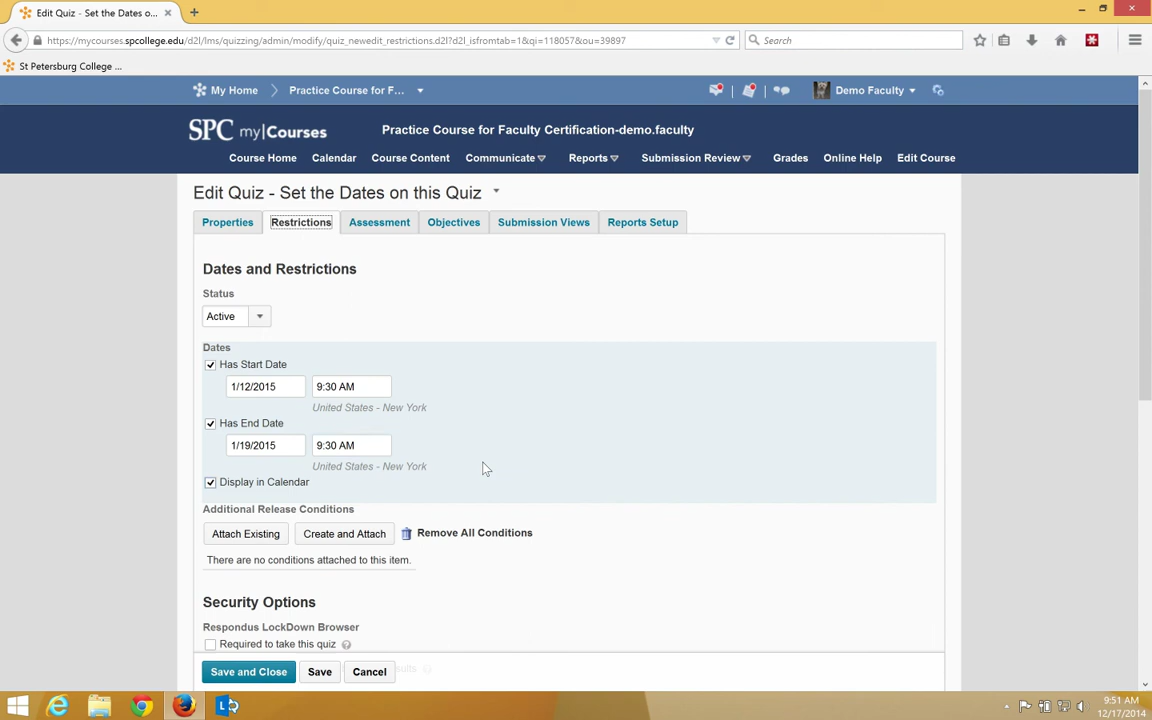 Edit Quiz - Set the Dates o...
https://mycourses.spcollege.edu/d2l/lms/quizzing/admin/modify/quiz_newedit_restrictions.d2l?d2l_isfromtab=1&qi=118057&ou=39897
Search
St Petersburg College ...
My Home
Practice Course for F...
Demo Faculty
SPC my|Courses
Practice Course for Faculty Certification-demo.faculty
Course Home
Calendar
Course Content
Communicate
Reports
Submission Review
Grades
Online Help
Edit Course
Edit Quiz - Set the Dates on this Quiz
Properties
Restrictions
Assessment
Objectives
Submission Views
Reports Setup
Dates and Restrictions
Status
Active
Dates
Has Start Date
1/12/2015 9:30 AM
United States - New York
Has End Date
1/19/2015 9:30 AM
United States - New York
Display in Calendar
Additional Release Conditions
Attach Existing
Create and Attach
Remove All Conditions
There are no conditions attached to this item.
Security Options
Respondus LockDown Browser
Required to take this quiz
Save and Close
Save
Cancel
9:51 AM
12/17/2014